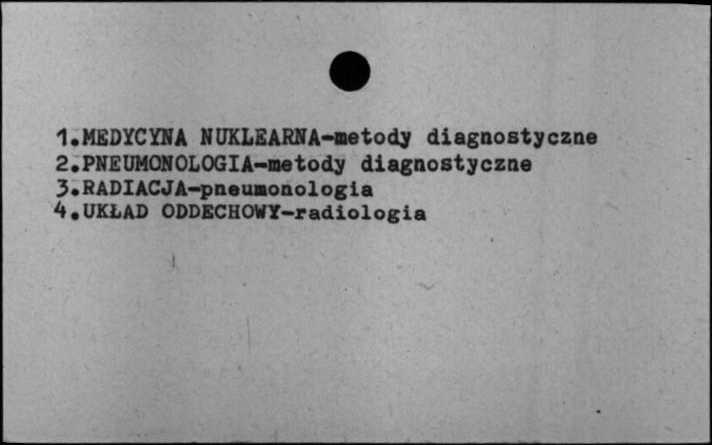 1.MEDYCYNA NUKLEARNA-metody diagnostyczne
2.PNEUMONOLOGIA-metody diagnostyczne
3.RADIACJA-pneumonologia
4.UKŁAD ODDECHOWY-radiologia